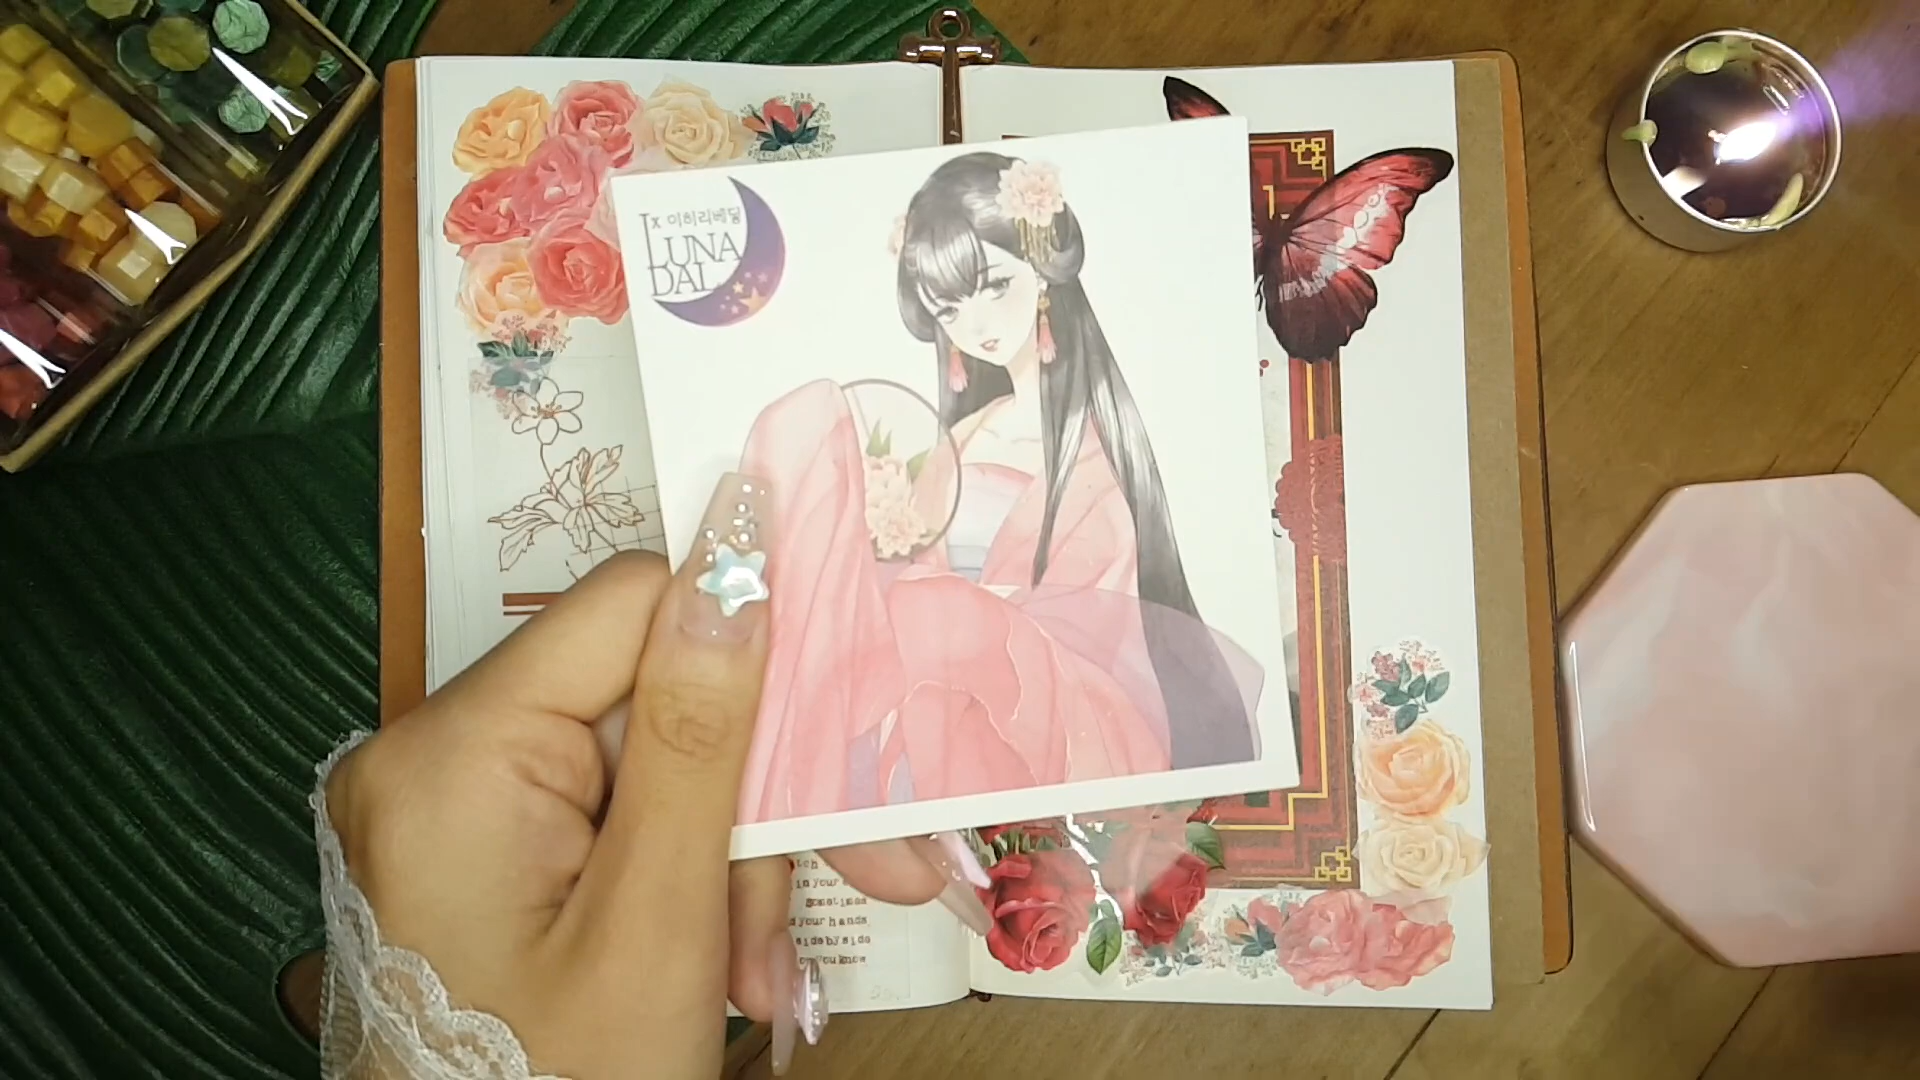 x 이히리베딩
LUNA
DAL
in your
Sometimes
your hands
side by side
you know